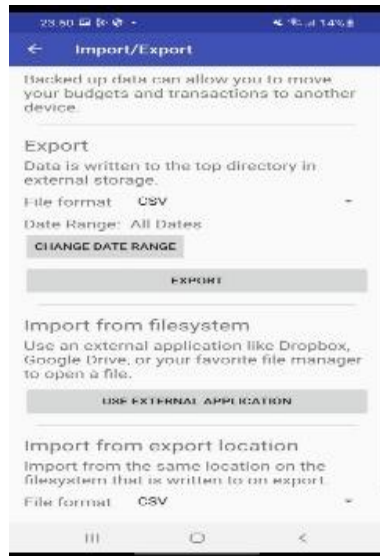 23:50
14%
Import/Export
Backed up data can allow you to move
your budgets and transactions to another
device.
Export
Data is written to the top directory in
external storage.
File format CSV
Date Range: All Dates
CHANGE DATE RANGE
EXPORT
Import from filesystem
Use an external application like Dropbox,
Google Drive, or your favorite file manager
to open a file.
USE EXTERNAL APPLICATION
Import from export location
Import from the same location on the
filesystem that is written to on export.
File format CSV